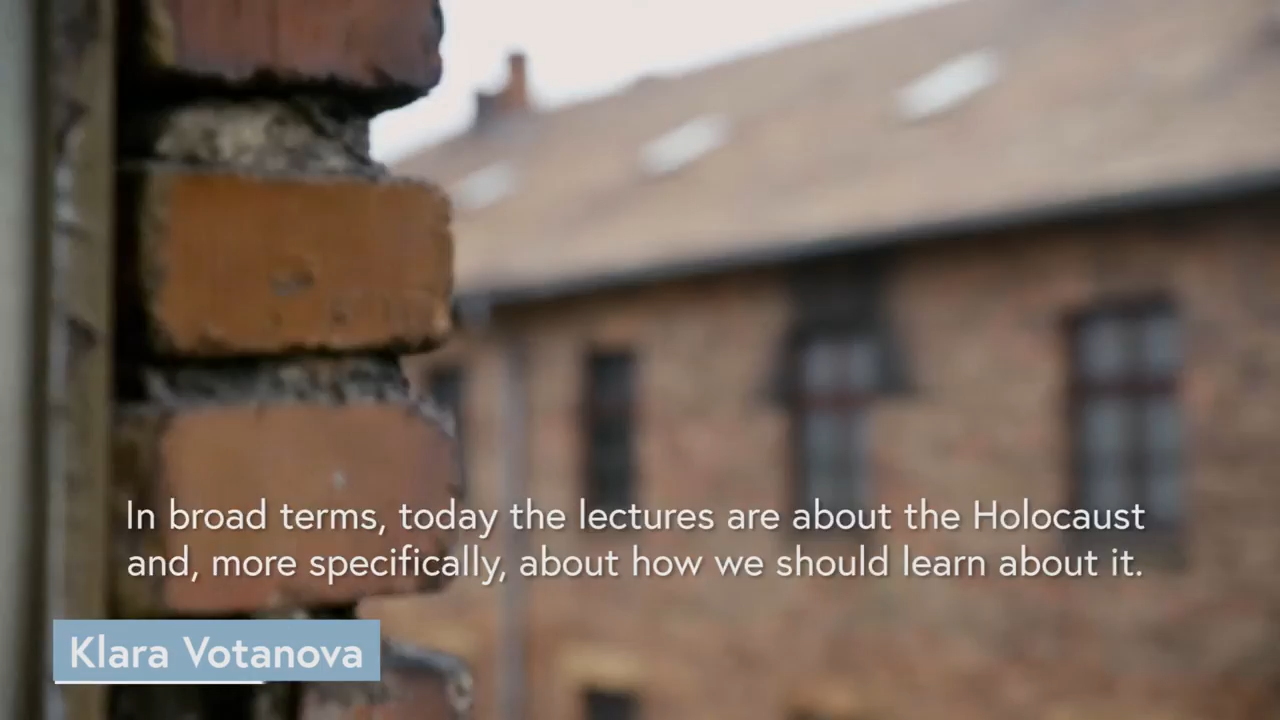 In broad terms, today the lectures are about the Holocaust
and, more specifically, about how we should learn about it.
Klara Votanova